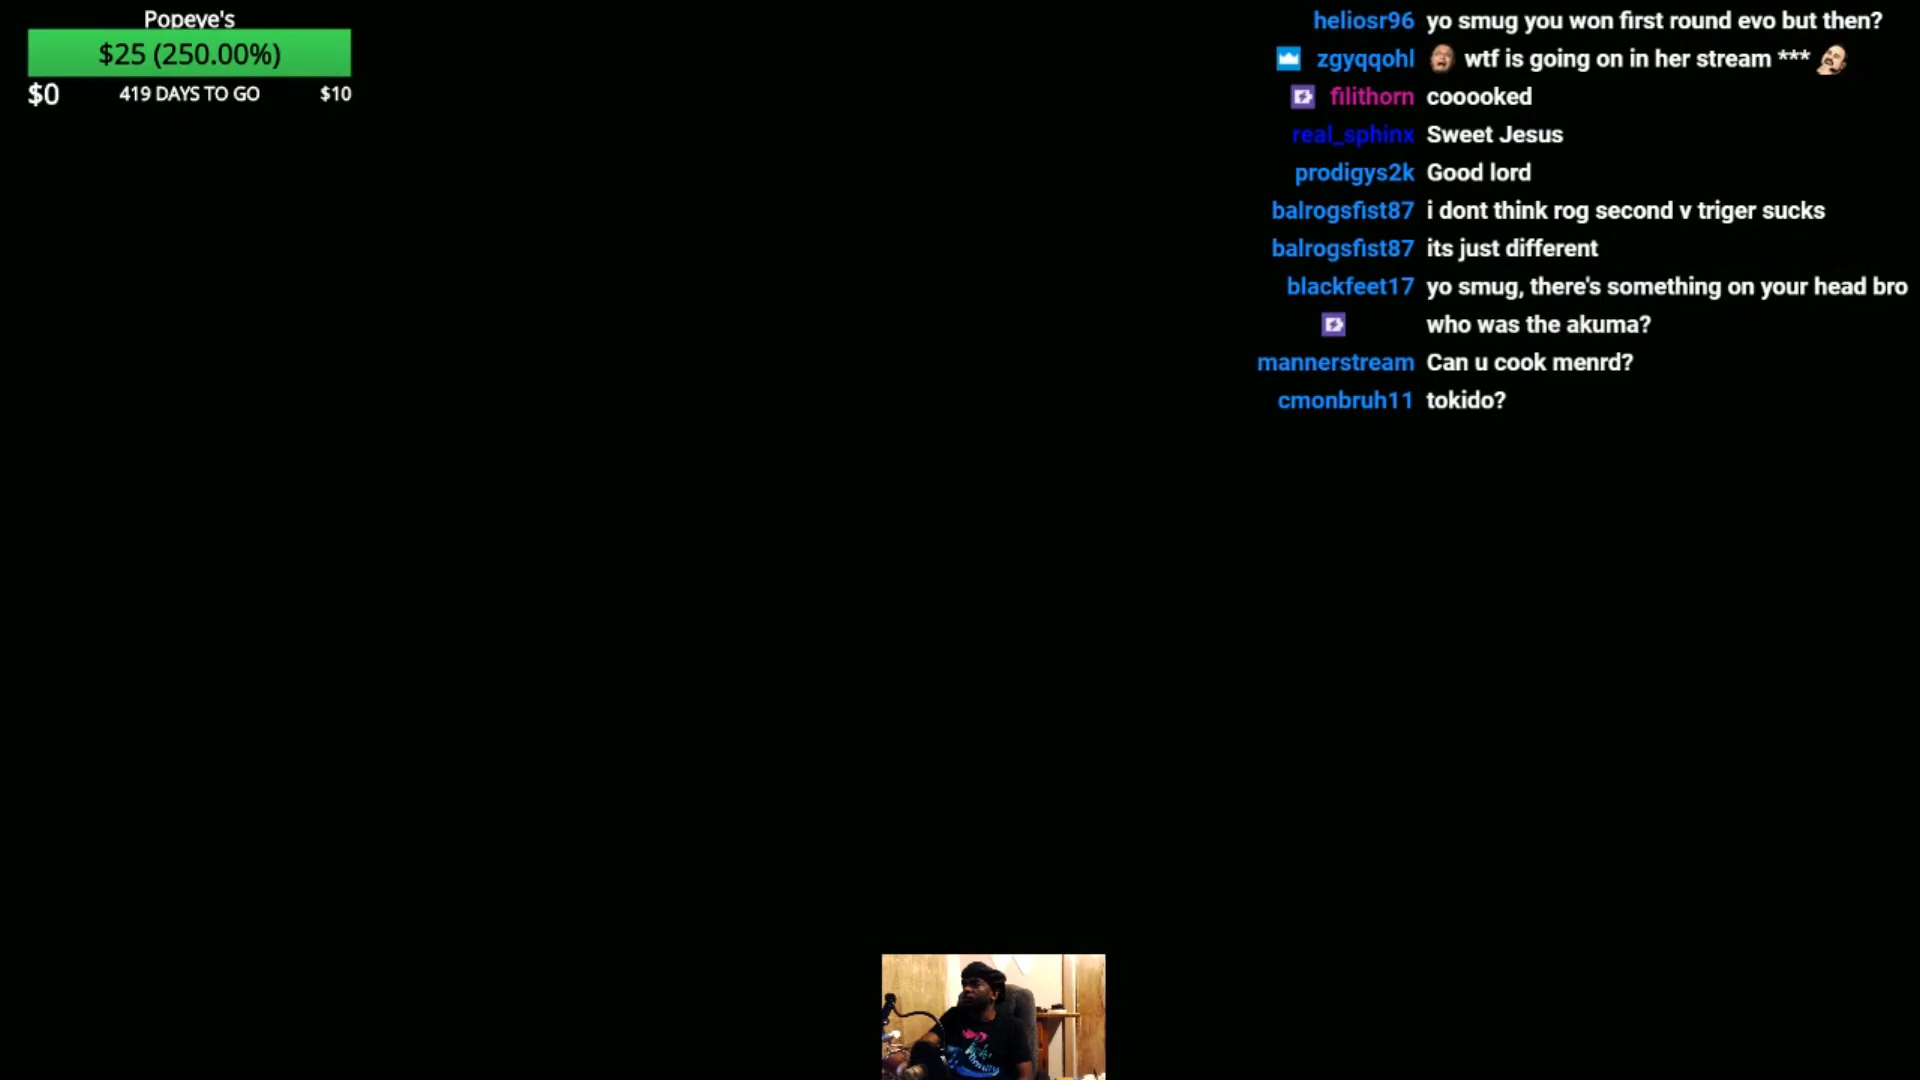 Popeye's
$25 (250.00%)
$0 419 DAYS TO GO $10
heliosr96 yo smug you won first round evo but then?
zgyqqohl wtf is going on in her stream ***
filithorn cooooked
real_sphinx Sweet Jesus
prodigys2k Good lord
balrogsfist87 i dont think rog second v triger sucks
balrogsfist87 its just different
blackfeet17 yo smug, there's something on your head bro
who was the akuma?
mannerstream Can u cook menrd?
cmonbruh11 tokido?